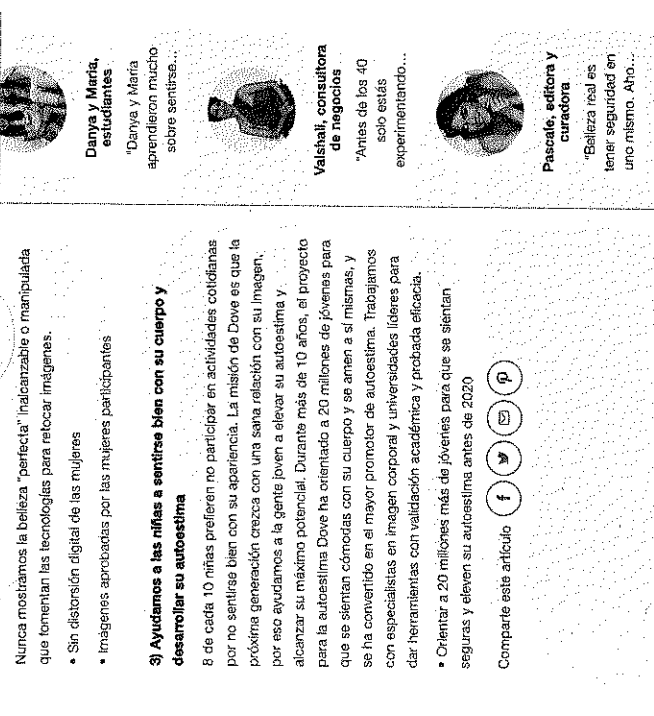 Nunca mostramos la belleza "perfecta" inalcanzable o manipulada
que fomentan las tecnologías para retocar imágenes.
• Sin distorsión digital de las mujeres
• Imágenes aprobadas por las mujeres participantes
3) Ayudamos a las niñas a sentirse bien con su cuerpo y
desarrollar su autoestima
8 de cada 10 niñas prefieren no participar en actividades cotidianas
por no sentirse bien con su apariencia. La misión de Dove es que la
próxima generación crezca con una sana relación con su imagen,
por eso ayudamos a la gente joven a elevar su autoestima y
alcanzar su máximo potencial. Durante más de 10 años, el proyecto
para la autoestima Dove ha orientado a 20 millones de jóvenes para
que se sientan cómodas con su cuerpo y se amen a sí mismas, y
se ha convertido en el mayor promotor de autoestima. Trabajamos
con especialistas en imagen corporal y universidades líderes para
dar herramientas con validación académica y probada eficacia.
• Orientar a 20 millones más de jóvenes para que se sientan
seguras y eleven su autoestima antes de 2020
Comparte este artículo
Danya y María,
estudiantes
"Danya y María
aprendieron mucho
sobre sentirse...
Vaishali, consultora
de negocios
"Antes de los 40
solo estás
experimentando...
Pascale, editora y
curadora
"Belleza real es
tener seguridad en
uno mismo. Aho...